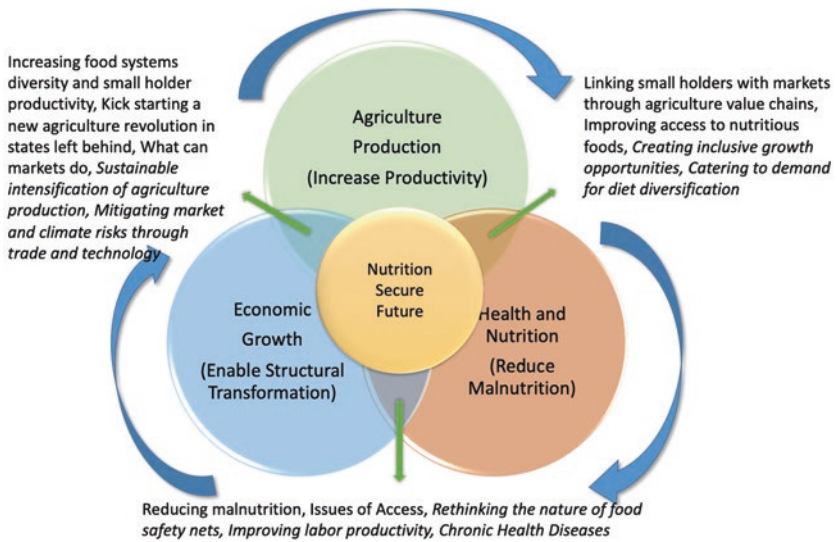 Increasing food systems
diversity and small holder
productivity, Kick starting a
new agriculture revolution in
states left behind, What can
markets do, Sustainable
intensification of agriculture
production, Mitigating market
and climate risks through
trade and technology
Agriculture
Production
(Increase Productivity)
Linking small holders with markets
through agriculture value chains,
Improving access to nutritious
foods, Creating inclusive growth
opportunities, Catering to demand
for diet diversification
Nutrition
Secure
Future
Economic
Growth
(Enable Structural
Transformation)
Health and
Nutrition
(Reduce
Malnutrition)
Reducing malnutrition, Issues of Access, Rethinking the nature of food
safety nets, Improving labor productivity, Chronic Health Diseases